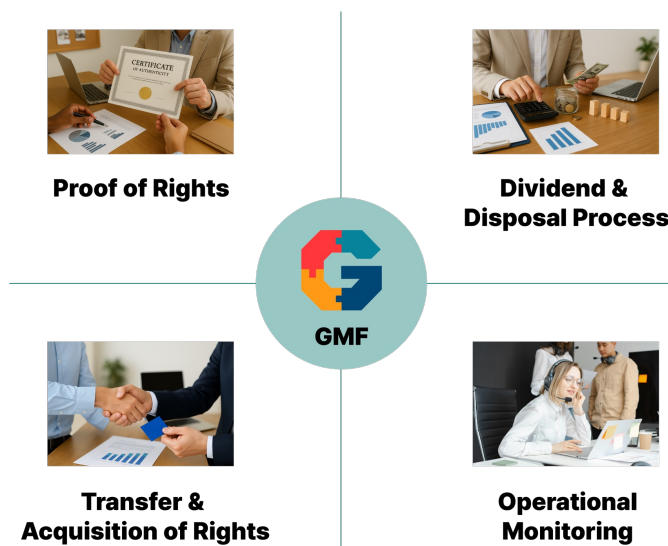 CERTIFICATE
OF AUTHENTICITY
Proof of Rights
Dividend &
Disposal Process
GMF
Transfer &
Acquisition of Rights
Operational
Monitoring